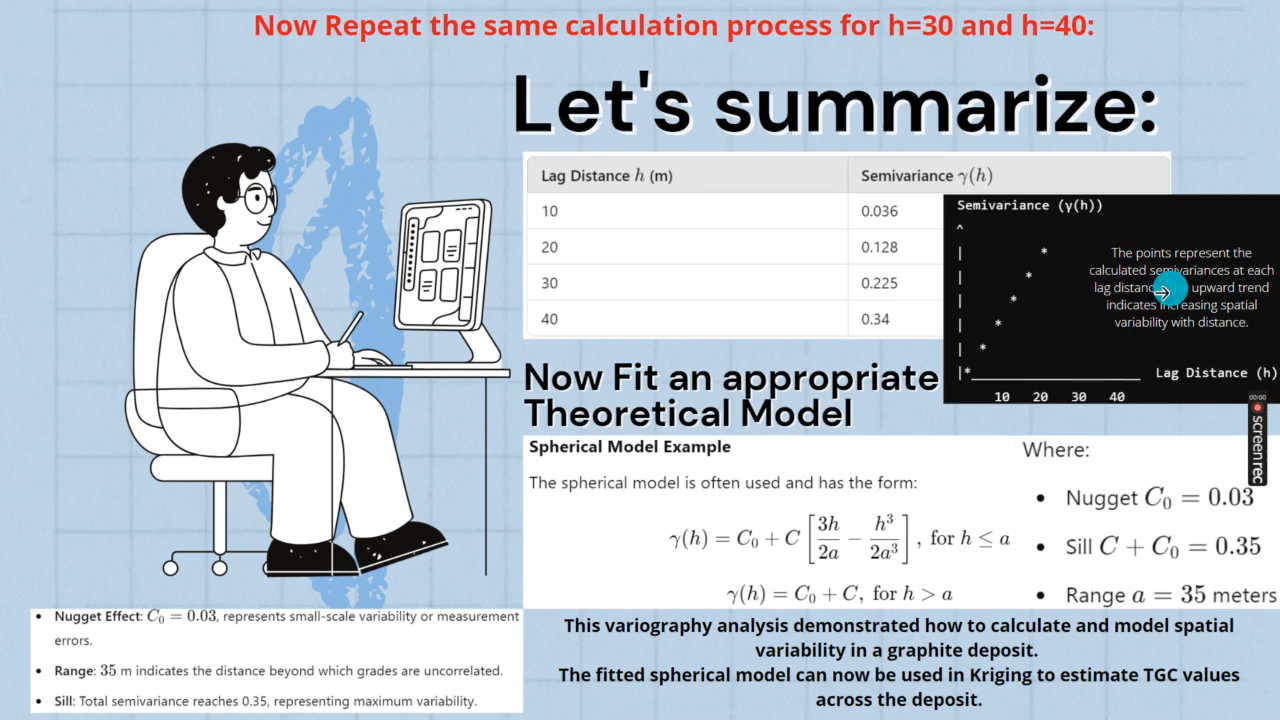 Now Repeat the same calculation process for h=30 and h=40:
Let's summarize:
Lag Distance h (m) Semivariance γ(h)
10 0.036
20 0.128
30 0.225
40 0.34
Semivariance (γ(h))
^
| *
| *
| *
| *
| *
|*______________________ Lag Distance (h)
10 20 30 40
The points represent the
calculated semivariances at each
lag upward trend
indicates increasing spatial
variability with distance.
00:00
screenrec
Now Fit an appropriate
Theoretical Model
Spherical Model Example
The spherical model is often used and has the form:
γ(h) = C₀ + C [3h/2a − h³/2a³], for h ≤ a
γ(h) = C₀ + C, for h > a
Where:
• Nugget C₀ = 0.03
• Sill C + C₀ = 0.35
• Range a = 35 meters
• Nugget Effect: C₀ = 0.03, represents small-scale variability or measurement
errors.
• Range: 35 m indicates the distance beyond which grades are uncorrelated.
• Sill: Total semivariance reaches 0.35, representing maximum variability.
This variography analysis demonstrated how to calculate and model spatial
variability in a graphite deposit.
The fitted spherical model can now be used in Kriging to estimate TGC values
across the deposit.